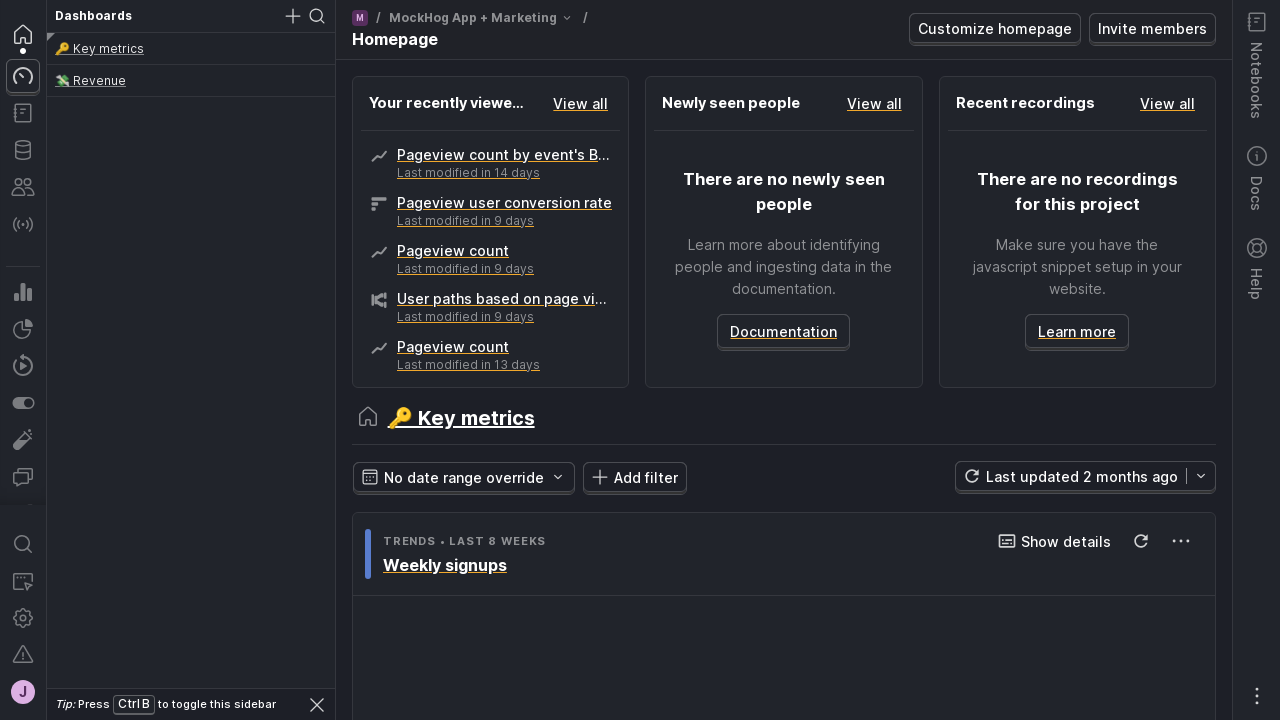 Dashboards
🔑 Key metrics
💸 Revenue
Tip: Press Ctrl B to toggle this sidebar
J
M / MockHog App + Marketing /
Homepage
Customize homepage
Invite members
Your recently viewe... View all
Pageview count by event's B...
Last modified in 14 days
Pageview user conversion rate
Last modified in 9 days
Pageview count
Last modified in 9 days
User paths based on page vi...
Last modified in 9 days
Pageview count
Last modified in 13 days
Newly seen people View all
There are no newly seen
people
Learn more about identifying
people and ingesting data in the
documentation.
Documentation
Recent recordings View all
There are no recordings
for this project
Make sure you have the
javascript snippet setup in your
website.
Learn more
🔑 Key metrics
No date range override
Add filter
Last updated 2 months ago
TRENDS • LAST 8 WEEKS
Weekly signups
Show details
Notebooks
Docs
Help